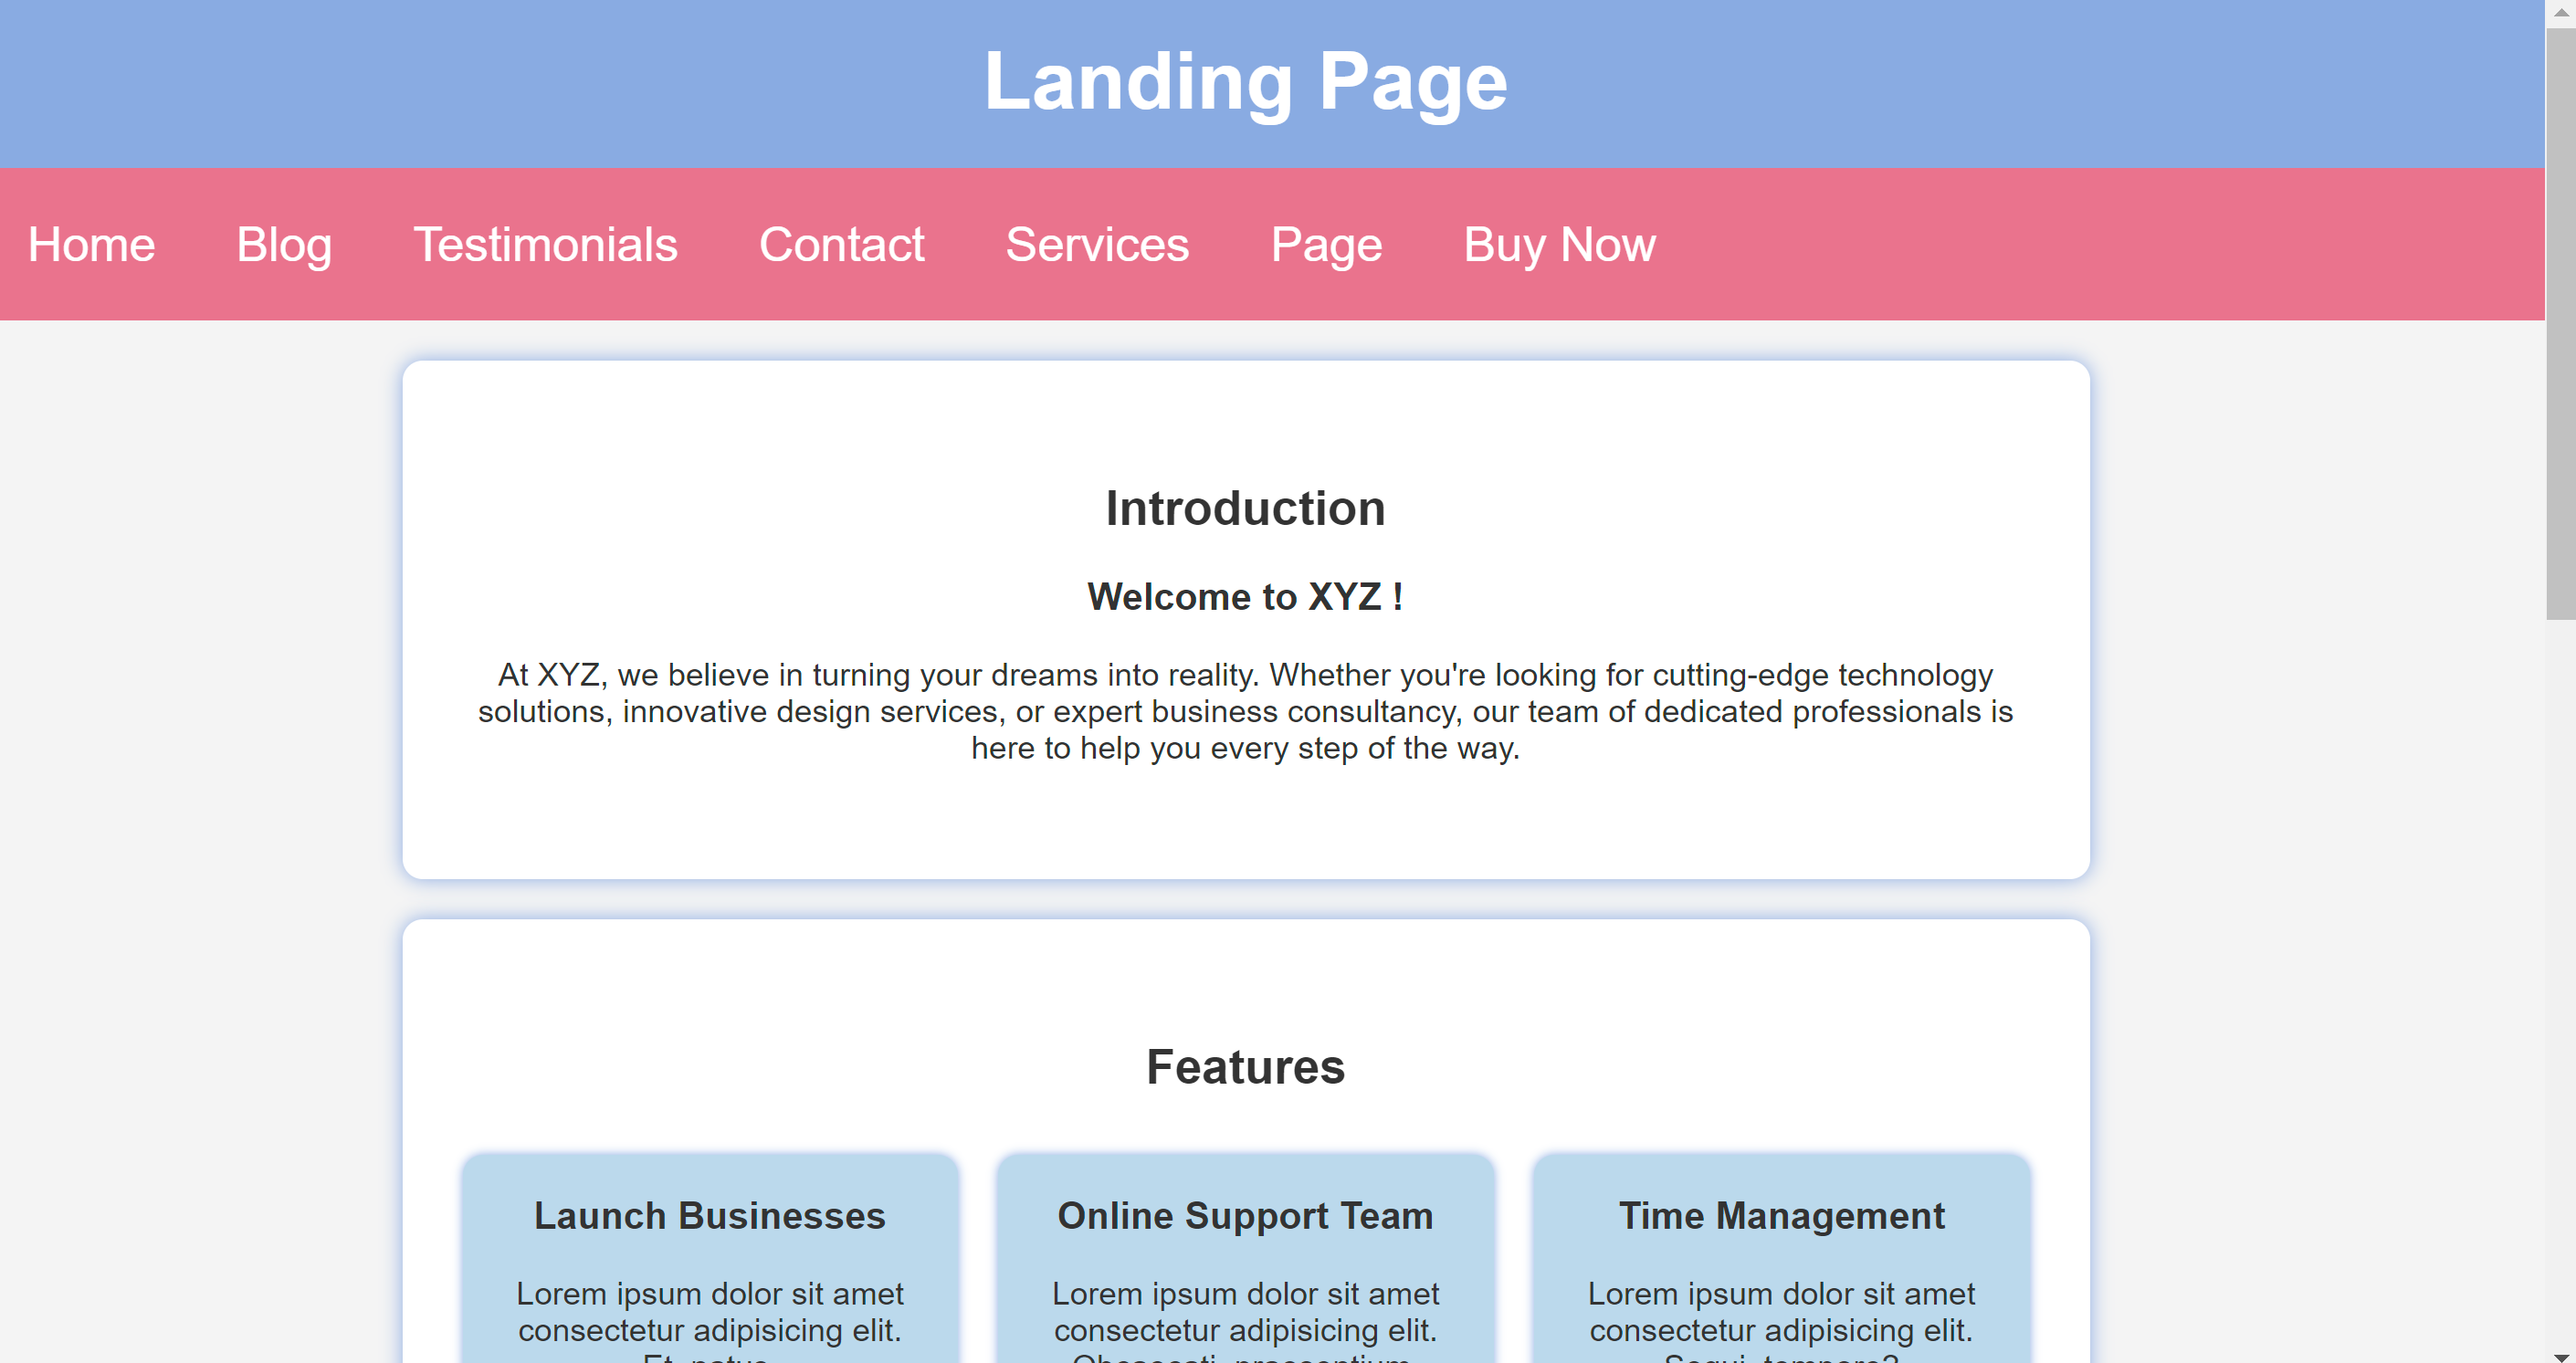 Landing Page
Home Blog Testimonials Contact Services Page Buy Now
Introduction
Welcome to XYZ !
At XYZ, we believe in turning your dreams into reality. Whether you're looking for cutting-edge technology
solutions, innovative design services, or expert business consultancy, our team of dedicated professionals is
here to help you every step of the way.
Features
Launch Businesses
Lorem ipsum dolor sit amet
consectetur adipisicing elit.
Online Support Team
Lorem ipsum dolor sit amet
consectetur adipisicing elit.
Time Management
Lorem ipsum dolor sit amet
consectetur adipisicing elit.